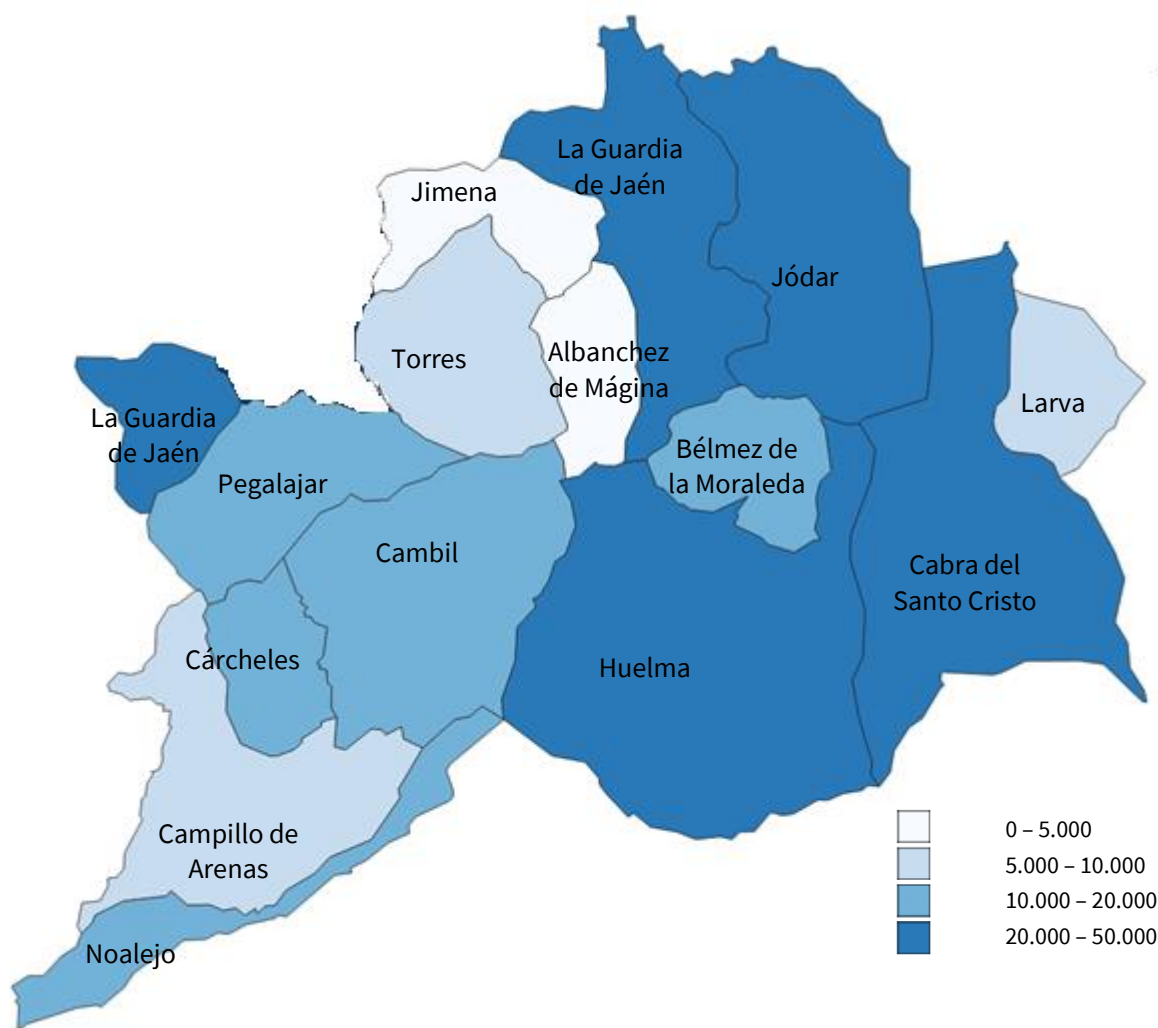 La Guardia
de Jaén
Jimena
Jódar
Torres
Albanchez
de Mágina
Larva
La Guardia
de Jaén
Pegalajar
Bélmez de
la Moraleda
Cambil
Cabra del
Santo Cristo
Cárcheles
Huelma
Campillo de
Arenas
Noalejo
0 – 5.000
5.000 – 10.000
10.000 – 20.000
20.000 – 50.000